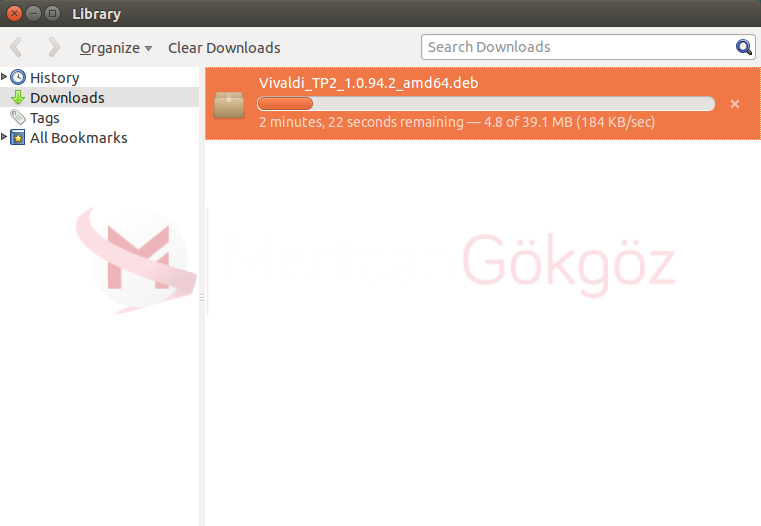 Library
Organize Clear Downloads Search Downloads
History
Downloads
Tags
All Bookmarks
Vivaldi_TP2_1.0.94.2_amd64.deb
2 minutes, 22 seconds remaining — 4.8 of 39.1 MB (184 KB/sec)
M Gökgöz